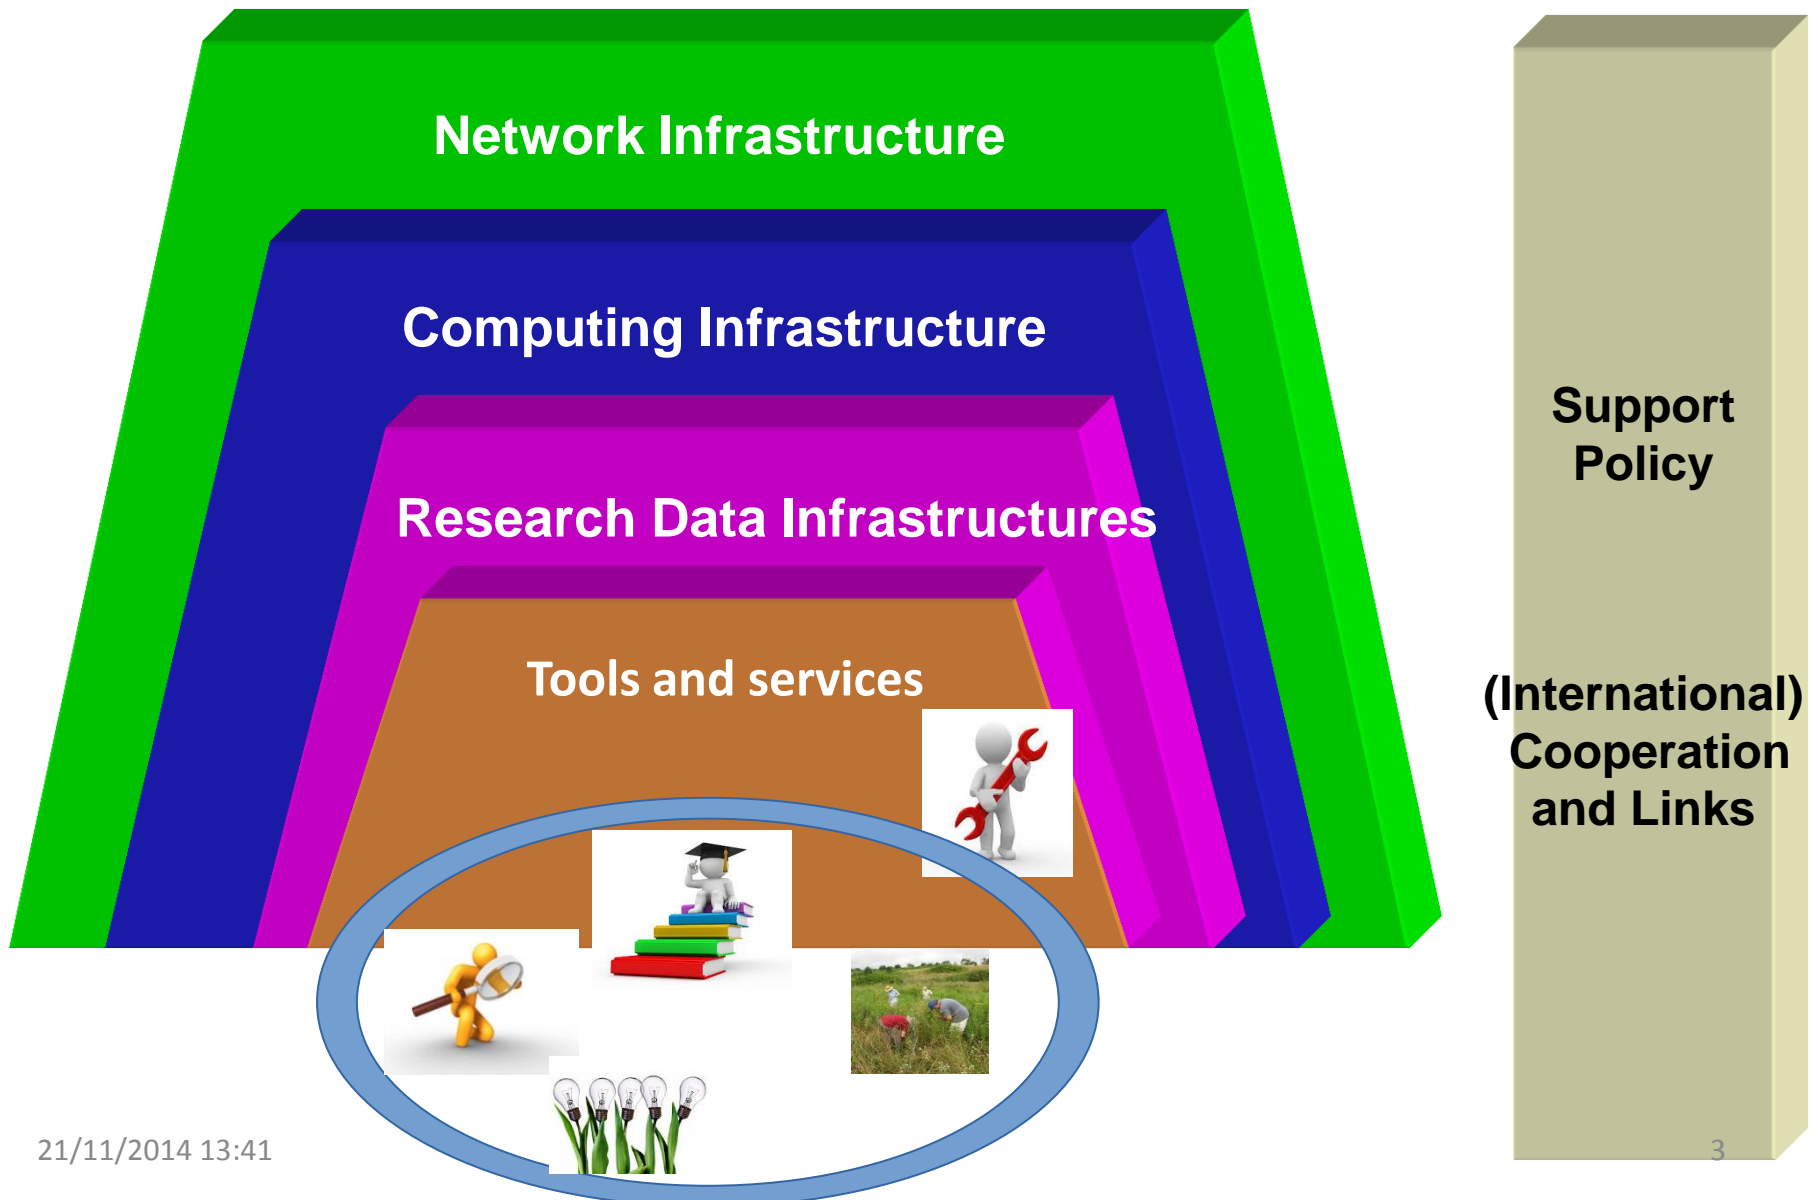 Network Infrastructure
Computing Infrastructure
Research Data Infrastructures
Tools and services
Support
Policy
(International)
Cooperation
and Links
21/11/2014 13:41
3